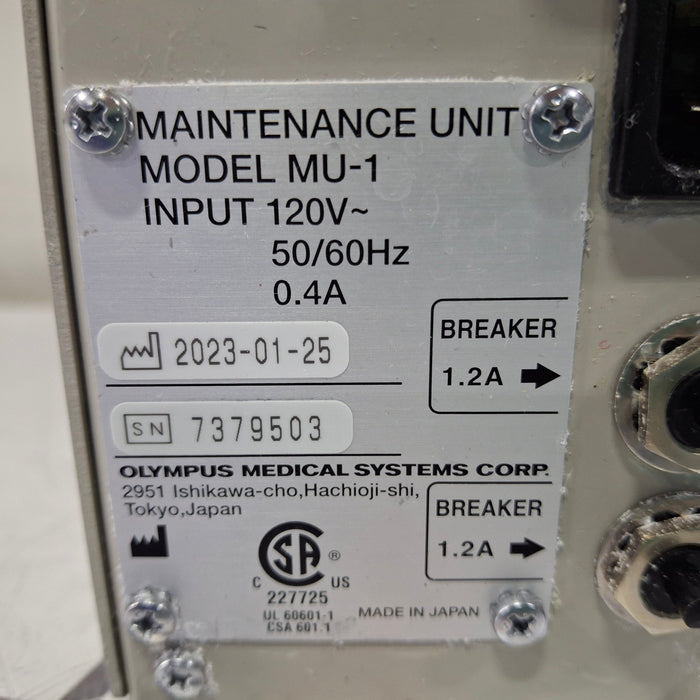 MAINTENANCE UNIT
MODEL MU-1
INPUT 120V~
50/60Hz
0.4A
BREAKER
1.2A
2023-01-25
SN 7379503
OLYMPUS MEDICAL SYSTEMS CORP.
2951 Ishikawa-cho,Hachioji-shi,
Tokyo,Japan
BREAKER
1.2A
CSA ®
C US
227725
UL 60601-1
CSA 601.1
MADE IN JAPAN